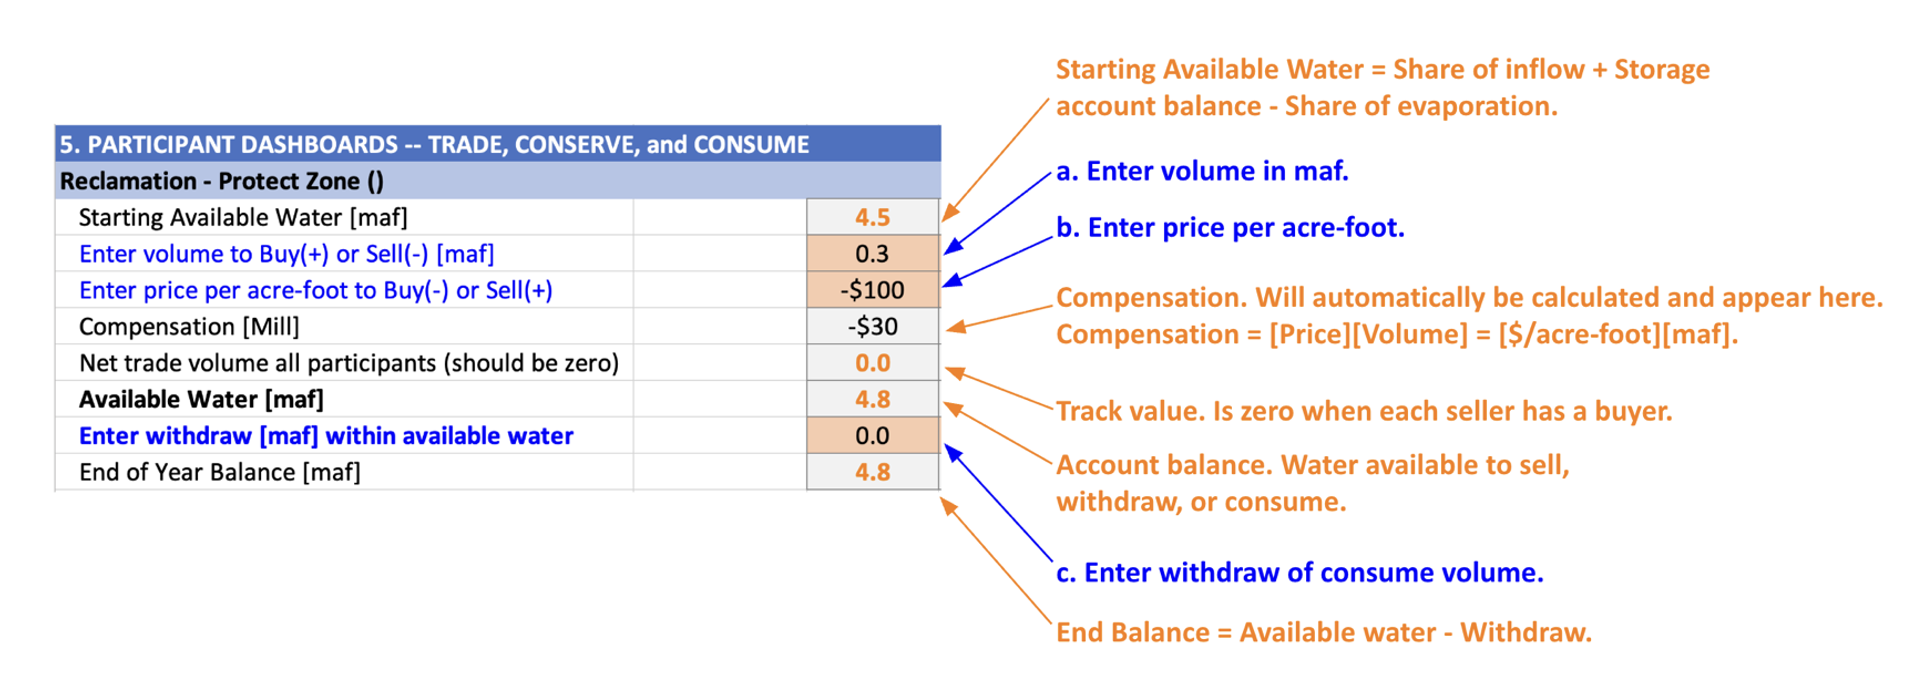 Starting Available Water = Share of inflow + Storage
account balance - Share of evaporation.
5. PARTICIPANT DASHBOARDS -- TRADE, CONSERVE, and CONSUME
Reclamation - Protect Zone ()
a. Enter volume in maf.
Starting Available Water [maf] 4.5
b. Enter price per acre-foot.
Enter volume to Buy(+) or Sell(-) [maf] 0.3
Enter price per acre-foot to Buy(-) or Sell(+) -$100
Compensation. Will automatically be calculated and appear here.
Compensation = [Price][Volume] = [$/acre-foot][maf].
Compensation [Mill] -$30
Net trade volume all participants (should be zero) 0.0
Available Water [maf] 4.8
Track value. Is zero when each seller has a buyer.
Enter withdraw [maf] within available water 0.0
Account balance. Water available to sell,
withdraw, or consume.
End of Year Balance [maf] 4.8
c. Enter withdraw of consume volume.
End Balance = Available water - Withdraw.